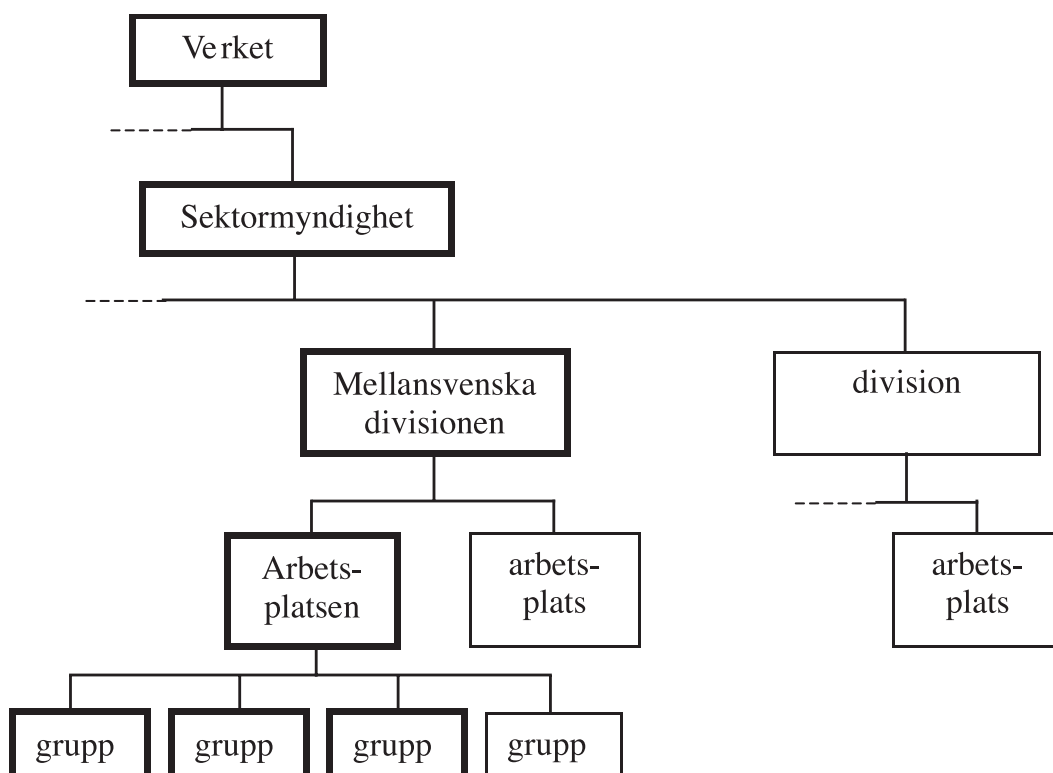 Verket
Sektormyndighet
Mellansvenska
divisionen
division
Arbets-
platsen
arbets-
plats
arbets-
plats
grupp
grupp
grupp
grupp